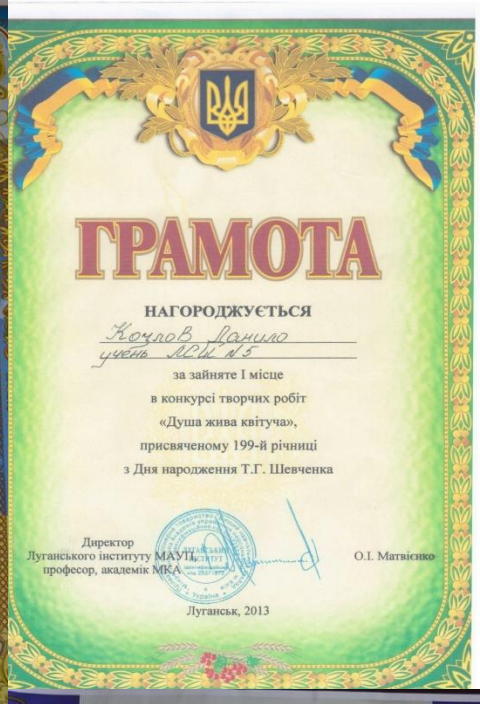 ГРАМОТА
НАГОРОДЖУЄТЬСЯ
Козлов Данило
учень ЛСШ №5
за зайняте І місце
в конкурсі творчих робіт
«Душа жива квітуча»,
присвяченому 199-й річниці
з Дня народження Т.Г. Шевченка
Директор
Луганського інституту МАУП,
професор, академік МКА
О.І. Матвієнко
Луганськ, 2013